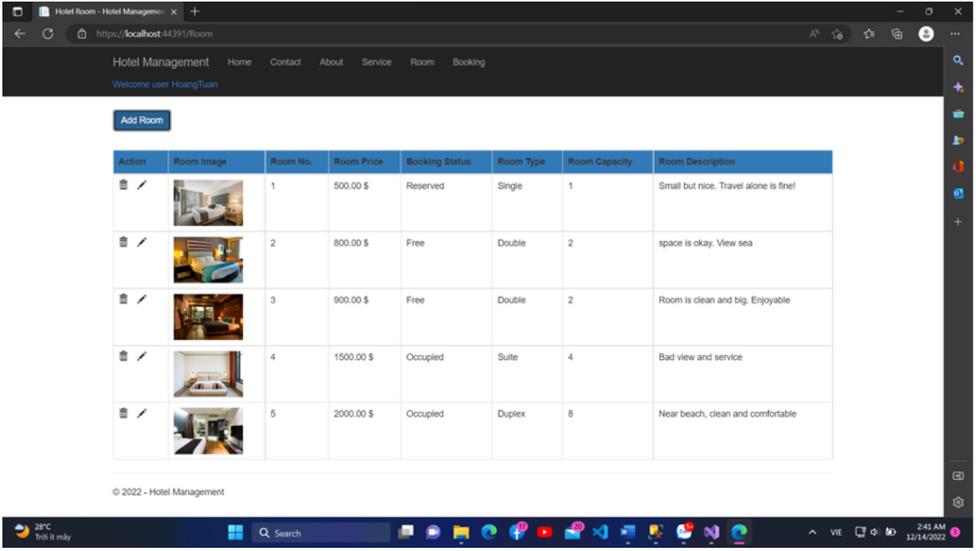 Hotel Room - Hotel Managemen
https://localhost:44391/Room
Hotel Management Home Contact About Service Room Booking
Welcome user HoangTuan
Add Room
Action Room Image Room No. Room Price Booking Status Room Type Room Capacity Room Description
1 500.00 $ Reserved Single 1 Small but nice. Travel alone is fine!
2 800.00 $ Free Double 2 space is okay. View sea
3 900.00 $ Free Double 2 Room is clean and big. Enjoyable
4 1500.00 $ Occupied Suite 4 Bad view and service
5 2000.00 $ Occupied Duplex 8 Near beach, clean and comfortable
© 2022 - Hotel Management
28°C
Trời ít mây
Search
17
20
5+
VIE
2:41 AM
12/14/2022
3